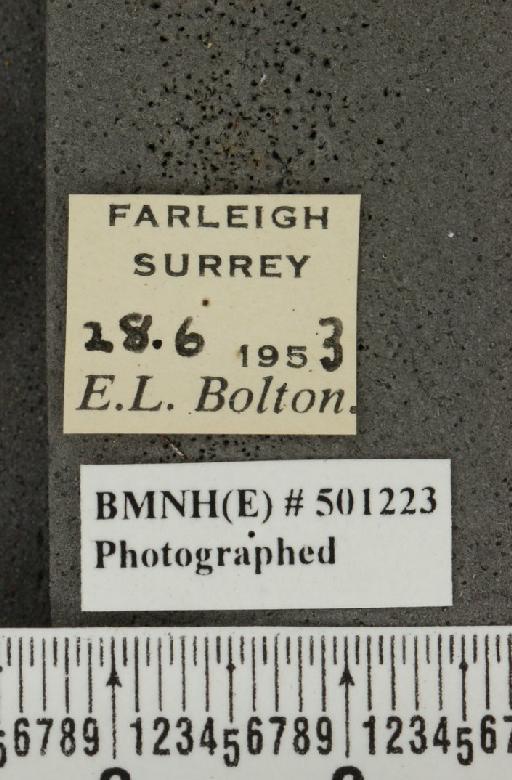 FARLEIGH
SURREY
28.6 1953
E.L. Bolton.
BMNH(E) # 501223
Photographed
6789 123456789 1234567